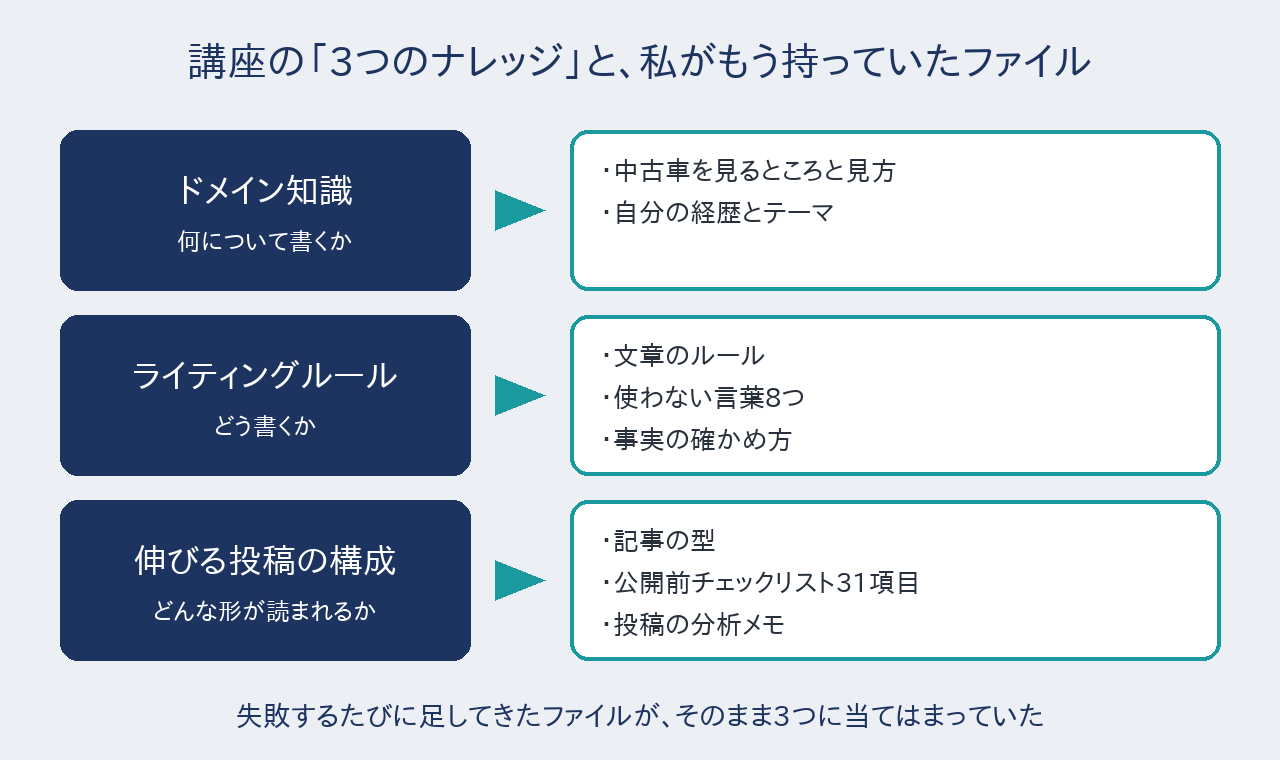 講座の「3つのナレッジ」と、私がもう持っていたファイル
ドメイン知識
何について書くか
・中古車を見るところと見方
・自分の経歴とテーマ
ライティングルール
どう書くか
・文章のルール
・使わない言葉8つ
・事実の確かめ方
伸びる投稿の構成
どんな形が読まれるか
・記事の型
・公開前チェックリスト31項目
・投稿の分析メモ
失敗するたびに足してきたファイルが、そのまま3つに当てはまっていた